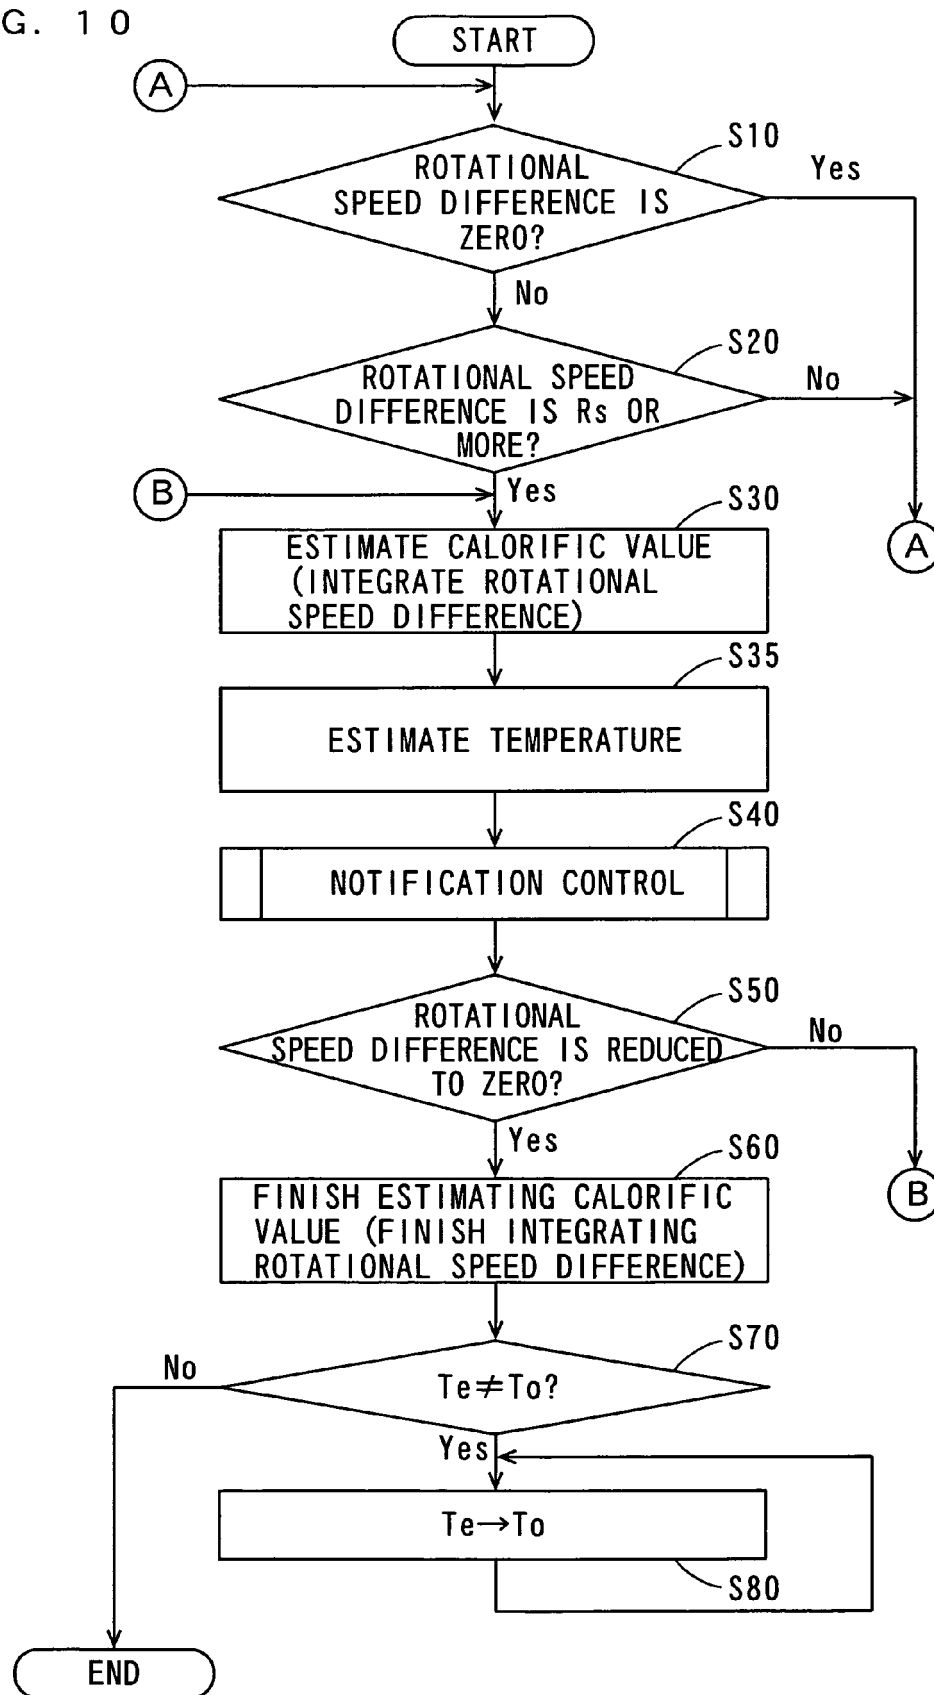 G. 10
START
A
S10
ROTATIONAL
SPEED DIFFERENCE IS
ZERO?
Yes
No
S20
ROTATIONAL SPEED
DIFFERENCE IS Rs OR
MORE?
No
B
Yes
S30
A
ESTIMATE CALORIFIC VALUE
(INTEGRATE ROTATIONAL
SPEED DIFFERENCE)
S35
ESTIMATE TEMPERATURE
S40
NOTIFICATION CONTROL
S50
ROTATIONAL
SPEED DIFFERENCE IS REDUCED
TO ZERO?
No
Yes
S60
B
FINISH ESTIMATING CALORIFIC
VALUE (FINISH INTEGRATING
ROTATIONAL SPEED DIFFERENCE)
S70
No
Te≠To?
Yes
Te→To
S80
END